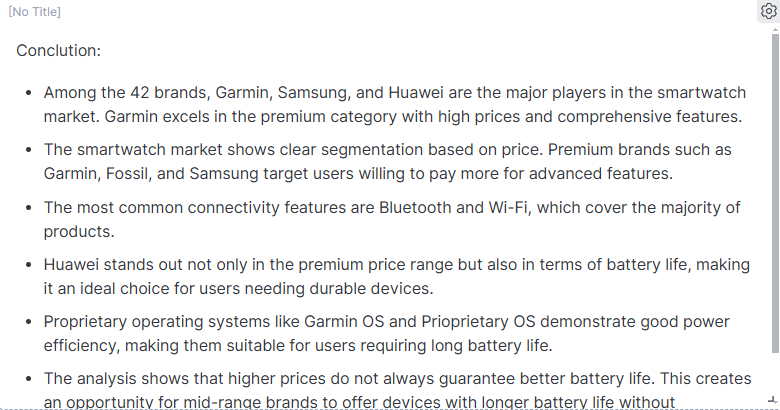 [No Title]
Conclution:
• Among the 42 brands, Garmin, Samsung, and Huawei are the major players in the smartwatch
market. Garmin excels in the premium category with high prices and comprehensive features.
• The smartwatch market shows clear segmentation based on price. Premium brands such as
Garmin, Fossil, and Samsung target users willing to pay more for advanced features.
• The most common connectivity features are Bluetooth and Wi-Fi, which cover the majority of
products.
• Huawei stands out not only in the premium price range but also in terms of battery life, making
it an ideal choice for users needing durable devices.
• Proprietary operating systems like Garmin OS and Prioprietary OS demonstrate good power
efficiency, making them suitable for users requiring long battery life.
• The analysis shows that higher prices do not always guarantee better battery life. This creates
an opportunity for mid-range brands to offer devices with longer battery life without